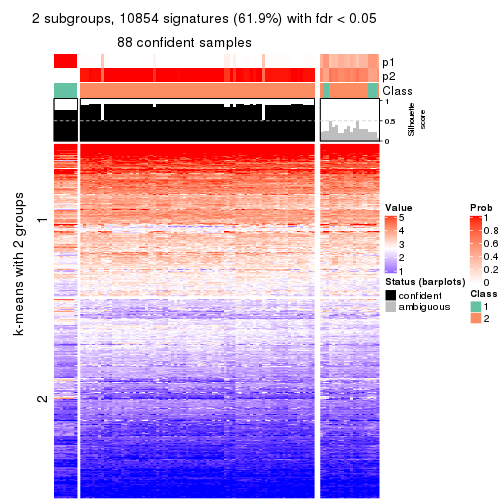 2 subgroups, 10854 signatures (61.9%) with fdr < 0.05
88 confident samples
p1
p2
Class
1
0.5
0
Silhouette
score
k-means with 2 groups
1
2
Value
5
4
3
2
1
Status (barplots)
confident
ambiguous
Prob
1
0.8
0.6
0.4
0.2
0
Class
1
2